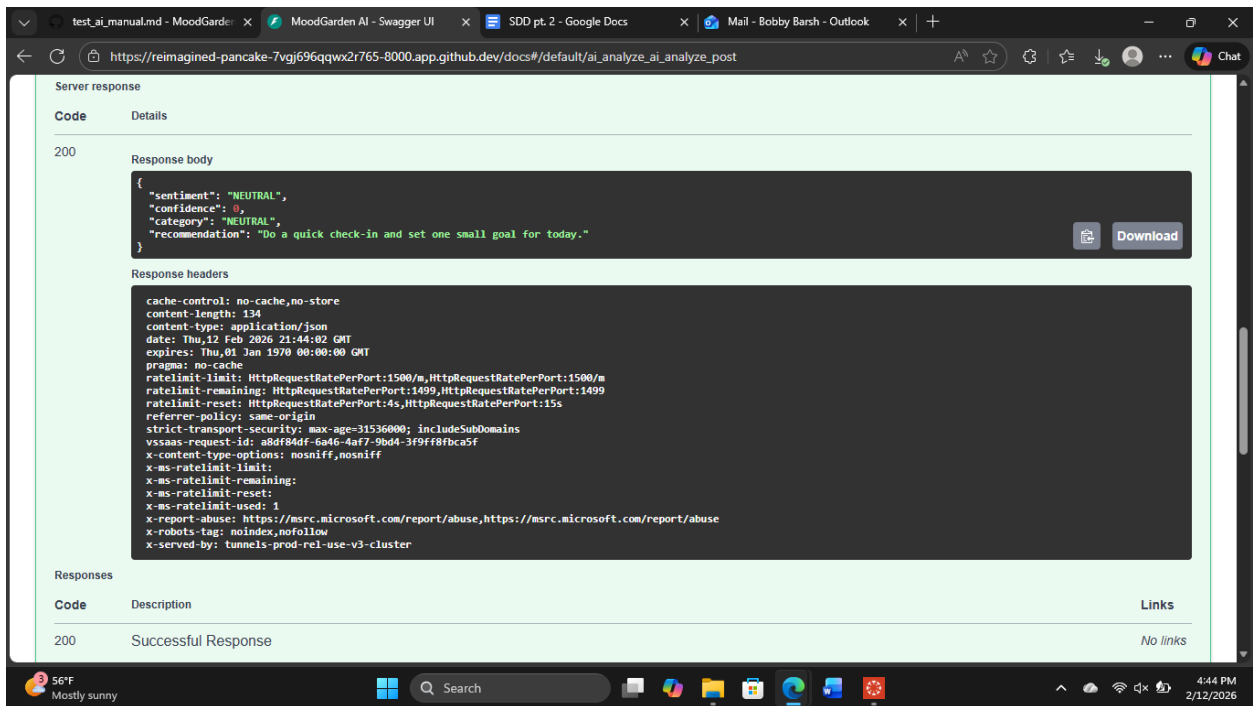 test_ai_manual.md - MoodGarden
MoodGarden AI - Swagger UI
SDD pt. 2 - Google Docs
Mail - Bobby Barsh - Outlook
https://reimagined-pancake-7vgj696qqwx2r765-8000.app.github.dev/docs#/default/ai_analyze_ai_analyze_post
Chat
Server response
Code Details
200
Response body
{
"sentiment": "NEUTRAL",
"confidence": 0,
"category": "NEUTRAL",
"recommendation": "Do a quick check-in and set one small goal for today."
}
Download
Response headers
cache-control: no-cache,no-store
content-length: 134
content-type: application/json
date: Thu,12 Feb 2026 21:44:02 GMT
expires: Thu,01 Jan 1970 00:00:00 GMT
pragma: no-cache
ratelimit-limit: HttpRequestRatePerPort:1500/m,HttpRequestRatePerPort:1500/m
ratelimit-remaining: HttpRequestRatePerPort:1499,HttpRequestRatePerPort:1499
ratelimit-reset: HttpRequestRatePerPort:4s,HttpRequestRatePerPort:15s
referrer-policy: same-origin
strict-transport-security: max-age=31536000; includeSubDomains
vssaas-request-id: a8df84df-6a46-4af7-9bd4-3f9ff8fbca5f
x-content-type-options: nosniff,nosniff
x-ms-ratelimit-limit:
x-ms-ratelimit-remaining:
x-ms-ratelimit-reset:
x-ms-ratelimit-used: 1
x-report-abuse: https://msrc.microsoft.com/report/abuse,https://msrc.microsoft.com/report/abuse
x-robots-tag: noindex,nofollow
x-served-by: tunnels-prod-rel-use-v3-cluster
Responses
Code Description Links
200 Successful Response No links
3
56°F
Mostly sunny
Search
4:44 PM
2/12/2026